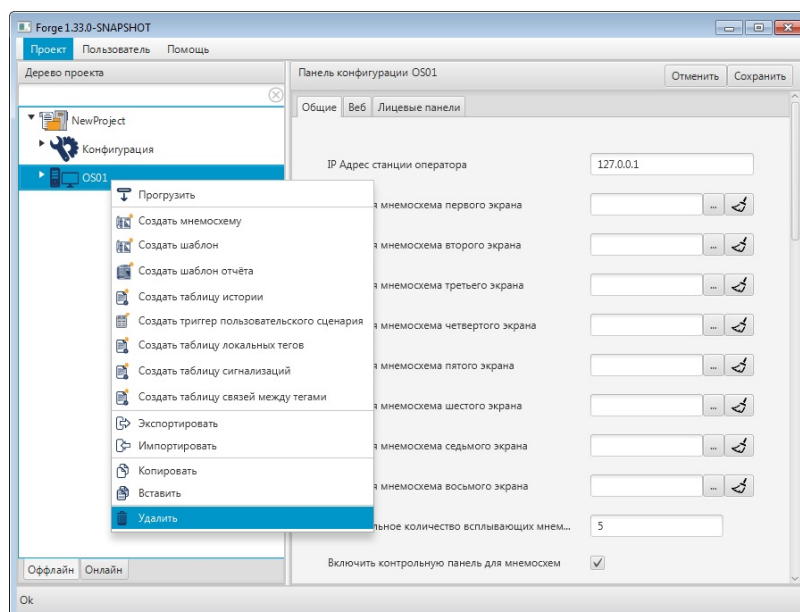 Forge 1.33.0-SNAPSHOT
Проект Пользователь Помощь
Дерево проекта
NewProject
Конфигурация
OS01
Прогрузить
Создать мнемосхему
Создать шаблон
Создать шаблон отчёта
Создать таблицу истории
Создать триггер пользовательского сценария
Создать таблицу локальных тегов
Создать таблицу сигнализаций
Создать таблицу связей между тегами
Экспортировать
Импортировать
Копировать
Вставить
Удалить
Оффлайн Онлайн
Панель конфигурации OS01
Отменить Сохранить
Общие Веб Лицевые панели
IP Адрес станции оператора 127.0.0.1
я мнемосхема первого экрана ...
я мнемосхема второго экрана ...
я мнемосхема третьего экрана ...
я мнемосхема четвертого экрана ...
я мнемосхема пятого экрана ...
я мнемосхема шестого экрана ...
я мнемосхема седьмого экрана ...
я мнемосхема восьмого экрана ...
льное количество всплывающих мнем... 5
Включить контрольную панель для мнемосхем
Ok